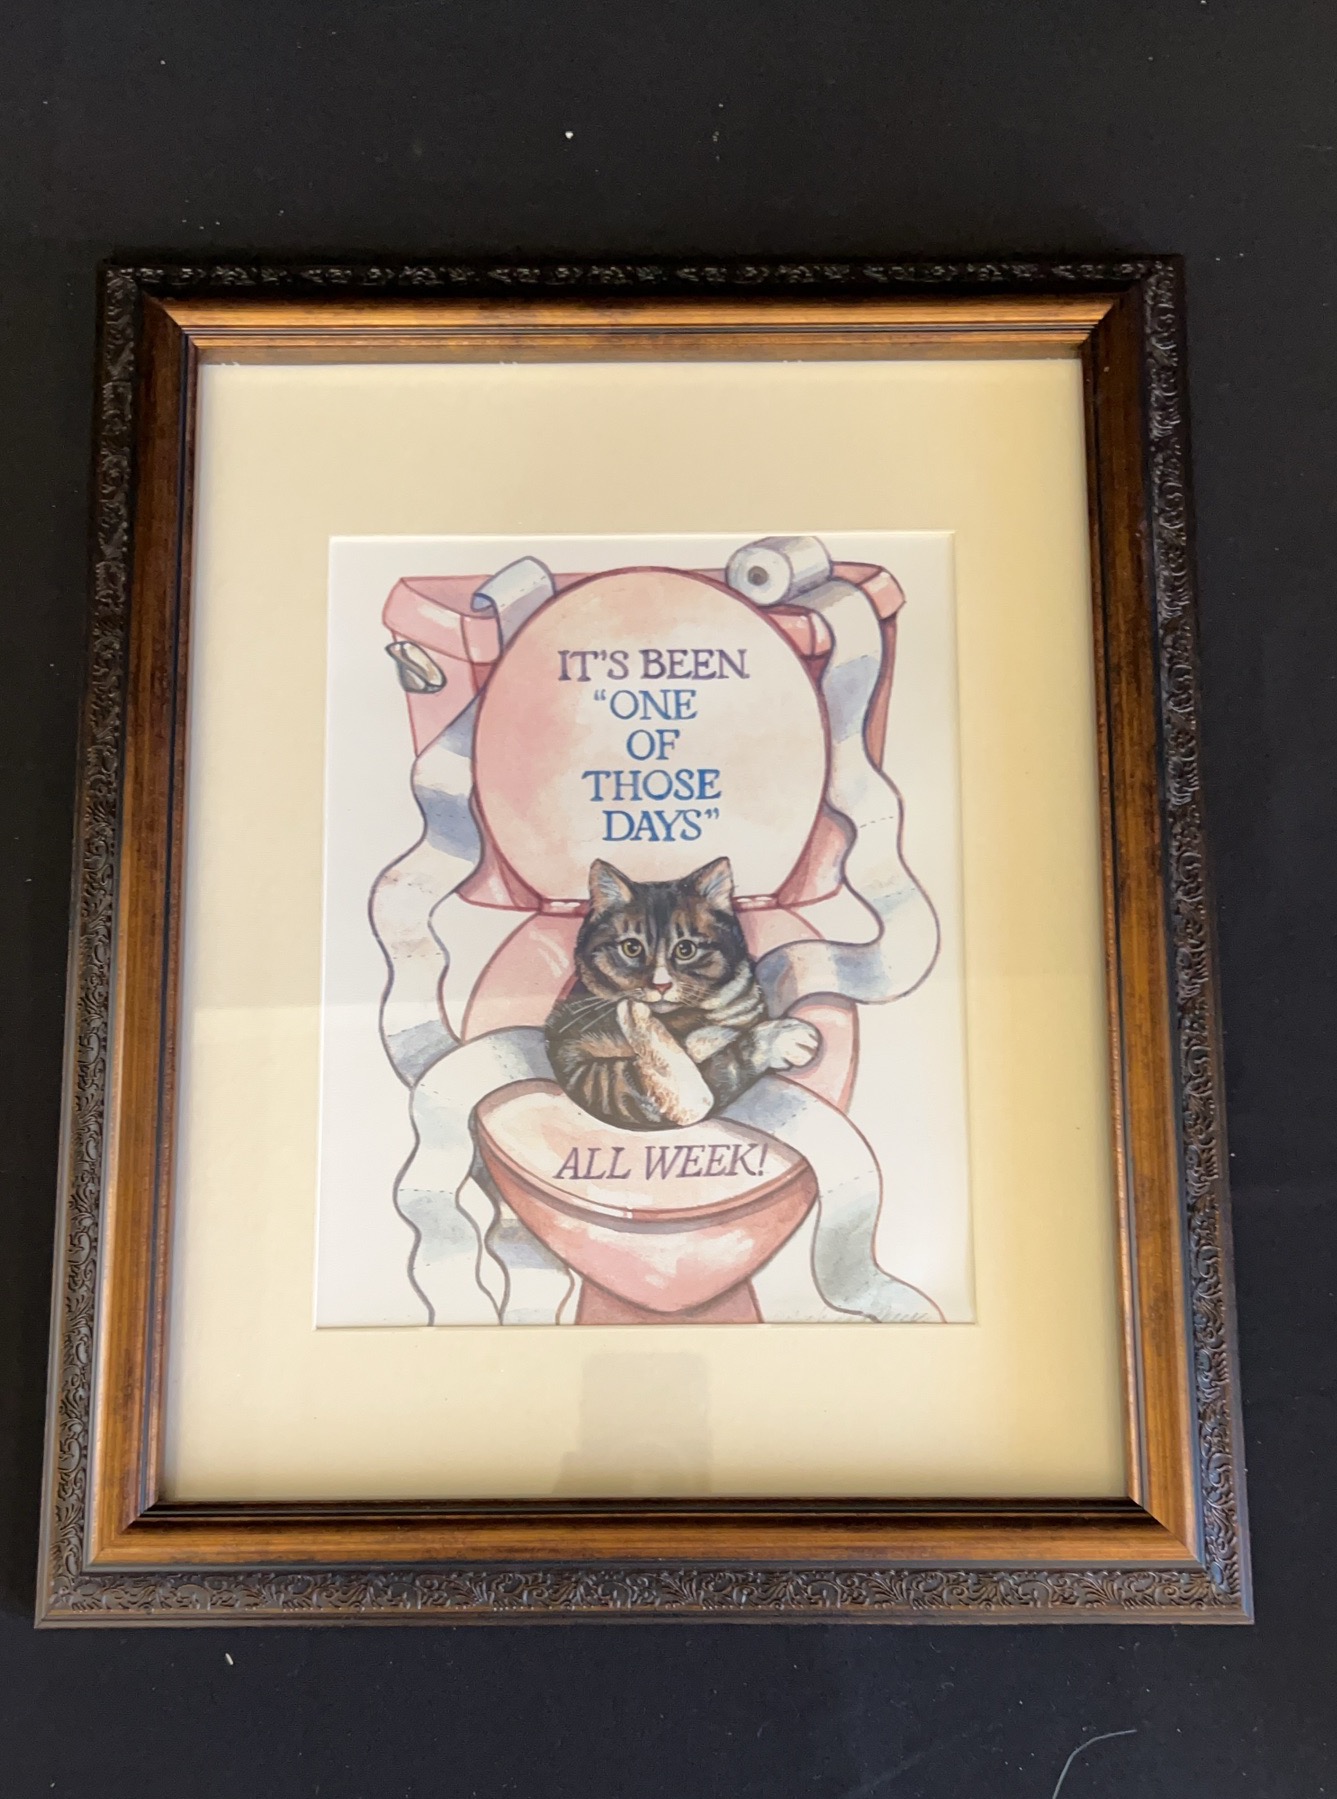 IT'S BEEN
“ONE
OF
THOSE
DAYS”
ALL WEEK!